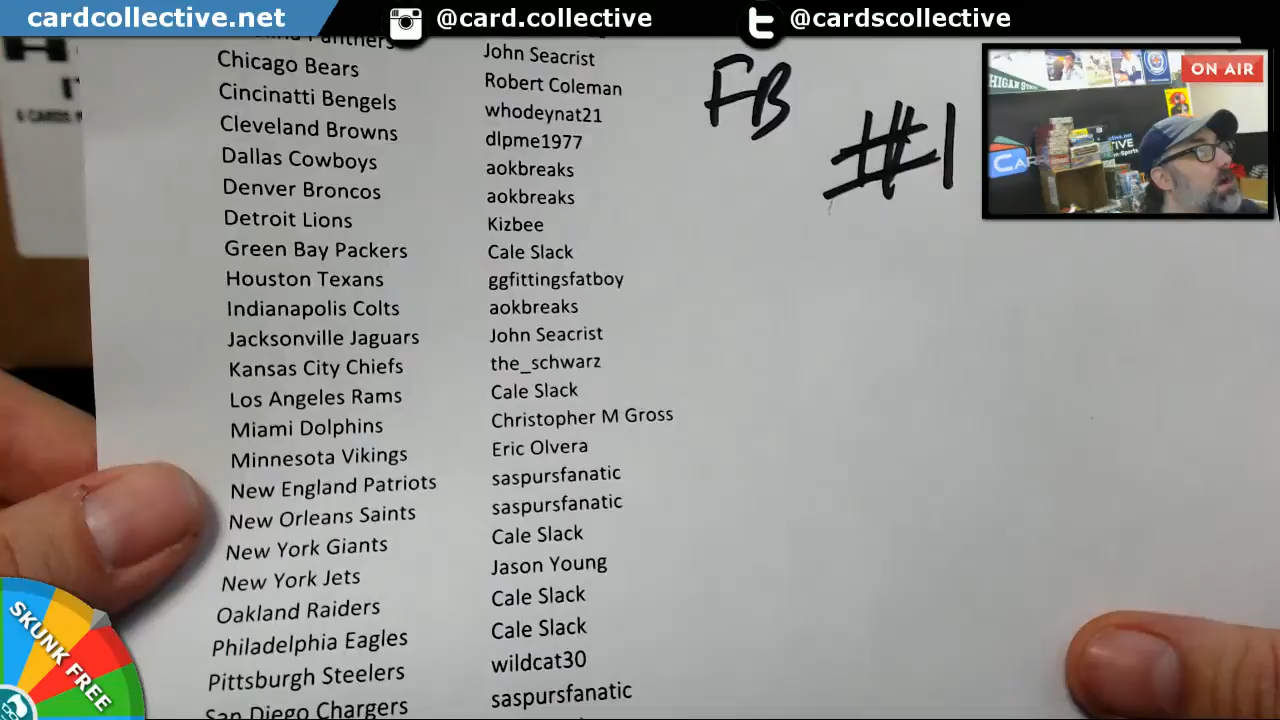 cardcollective.net @card.collective @cardscollective
Panthers John Seacrist
Chicago Bears Robert Coleman
Cincinatti Bengels whodeynat21
Cleveland Browns dlpme1977
Dallas Cowboys aokbreaks
Denver Broncos aokbreaks
Detroit Lions Kizbee
Green Bay Packers Cale Slack
Houston Texans ggfittingsfatboy
Indianapolis Colts aokbreaks
Jacksonville Jaguars John Seacrist
Kansas City Chiefs the_schwarz
Los Angeles Rams Cale Slack
Miami Dolphins Christopher M Gross
Minnesota Vikings Eric Olvera
New England Patriots saspursfanatic
New Orleans Saints saspursfanatic
New York Giants Cale Slack
New York Jets Jason Young
Oakland Raiders Cale Slack
Philadelphia Eagles Cale Slack
Pittsburgh Steelers wildcat30
San Diego Chargers saspursfanatic
FB
#1
ON AIR
6 CARDS
SKUNK FREE